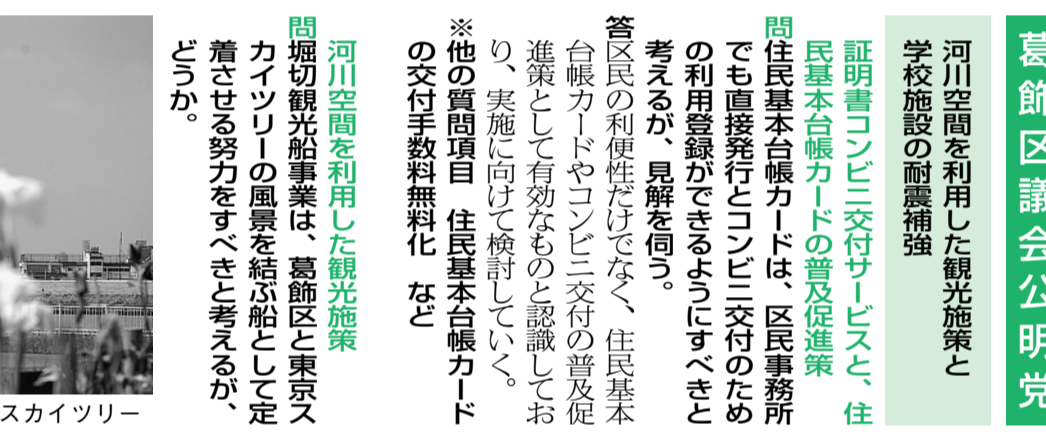 葛飾区議会公明党
河川空間を利用した観光施策と
学校施設の耐震補強
証明書コンビニ交付サービスと、住
民基本台帳カードの普及促進策
問住民基本台帳カードは、区民事務所
でも直接発行とコンビニ交付のため
の利用登録ができるようにすべきと
考えるが、見解を伺う。
答区民の利便性だけでなく、住民基本
台帳カードやコンビニ交付の普及促
進策として有効なものと認識してお
り、実施に向けて検討していく。
※他の質問項目　住民基本台帳カード
の交付手数料無料化　など
河川空間を利用した観光施策
問堀切観光船事業は、葛飾区と東京ス
カイツリーの風景を結ぶ船として定
着させる努力をすべきと考えるが、
どうか。
スカイツリー